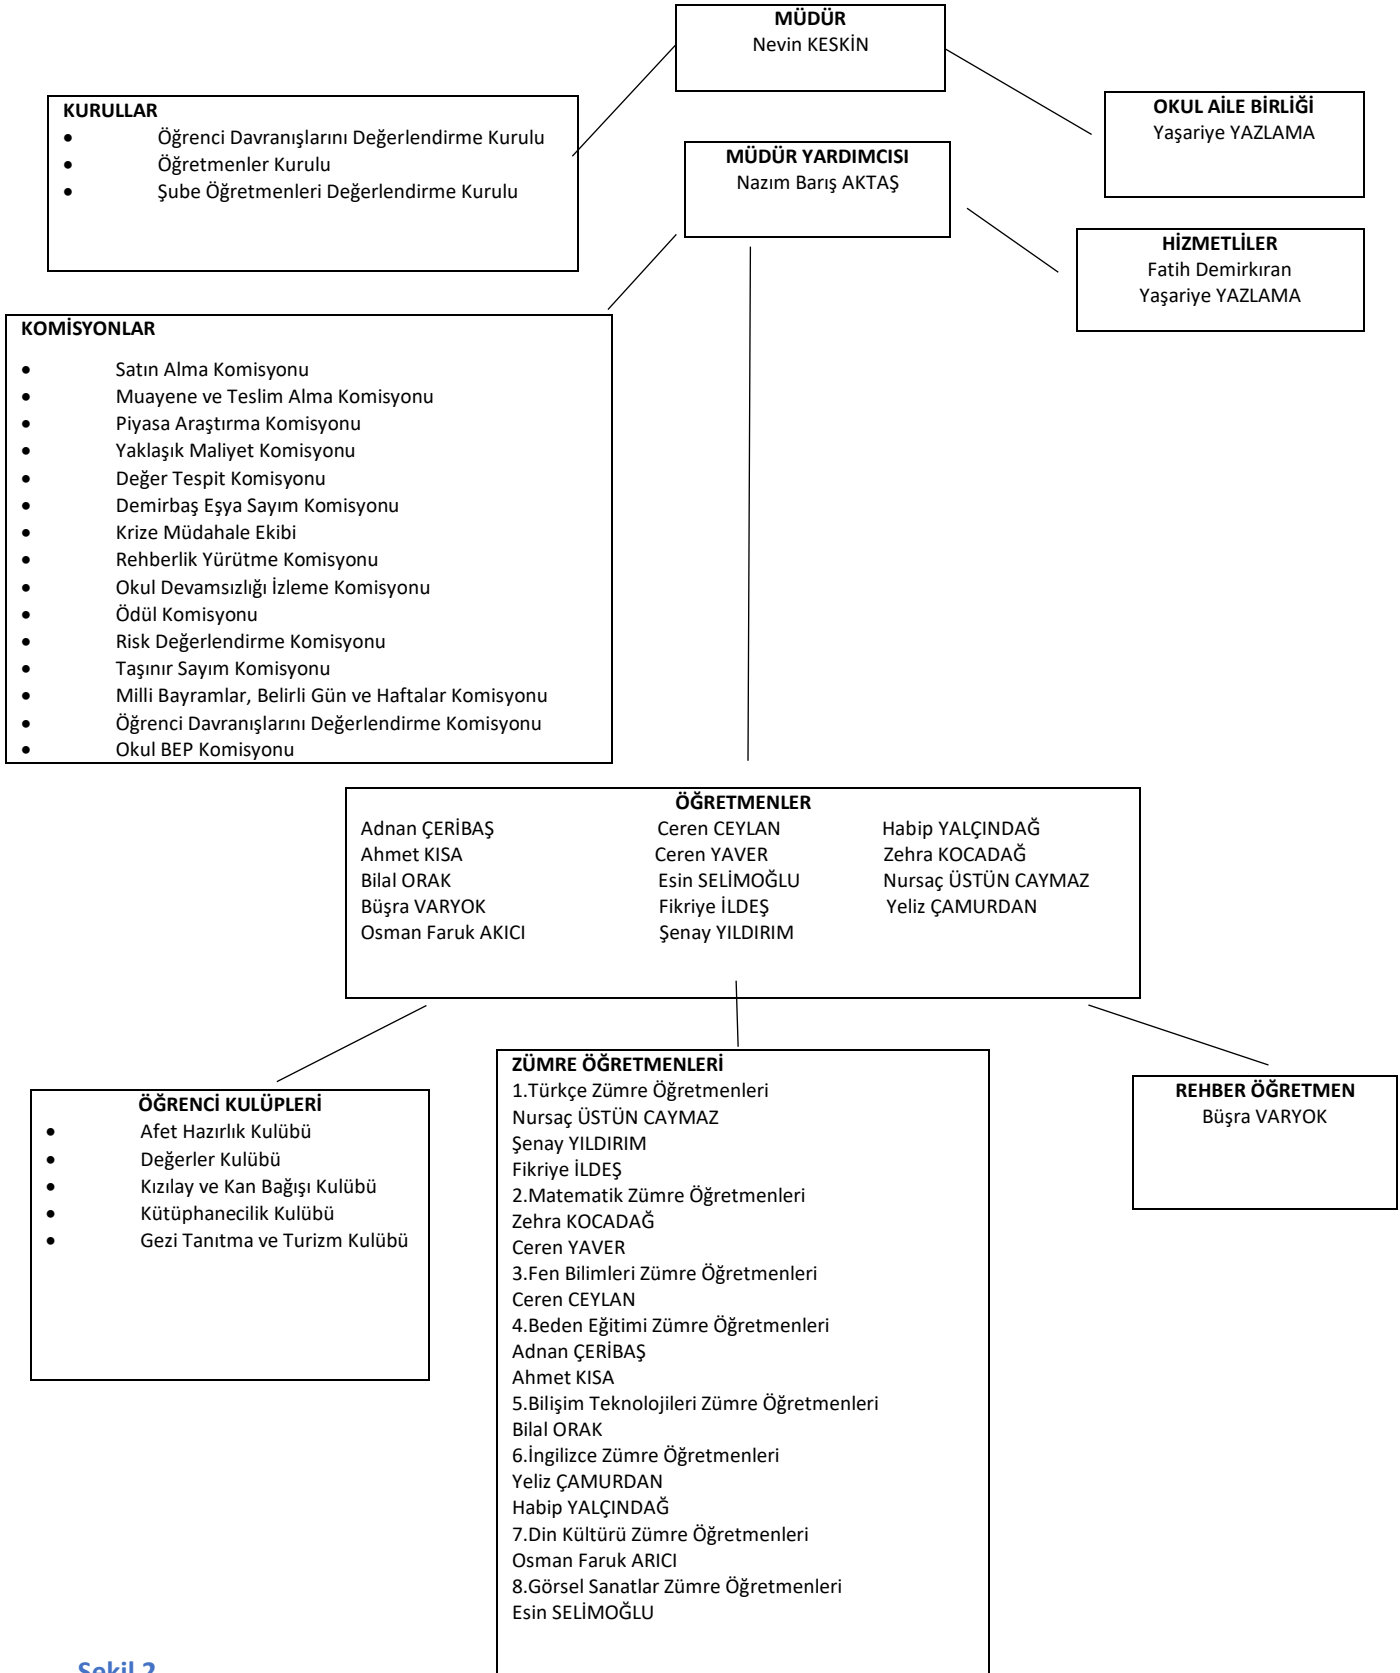 MÜDÜR
Nevin KESKİN
KURULLAR
• Öğrenci Davranışlarını Değerlendirme Kurulu
• Öğretmenler Kurulu
• Şube Öğretmenleri Değerlendirme Kurulu
OKUL AİLE BİRLİĞİ
Yaşariye YAZLAMA
MÜDÜR YARDIMCISI
Nazım Barış AKTAŞ
HİZMETLİLER
Fatih Demirkıran
Yaşariye YAZLAMA
KOMİSYONLAR
• Satın Alma Komisyonu
• Muayene ve Teslim Alma Komisyonu
• Piyasa Araştırma Komisyonu
• Yaklaşık Maliyet Komisyonu
• Değer Tespit Komisyonu
• Demirbaş Eşya Sayım Komisyonu
• Krize Müdahale Ekibi
• Rehberlik Yürütme Komisyonu
• Okul Devamsızlığı İzleme Komisyonu
• Ödül Komisyonu
• Risk Değerlendirme Komisyonu
• Taşınır Sayım Komisyonu
• Milli Bayramlar, Belirli Gün ve Haftalar Komisyonu
• Öğrenci Davranışlarını Değerlendirme Komisyonu
• Okul BEP Komisyonu
ÖĞRETMENLER
Adnan ÇERİBAŞ Ceren CEYLAN Habip YALÇINDAĞ
Ahmet KISA Ceren YAVER Zehra KOCADAĞ
Bilal ORAK Esin SELİMOĞLU Nursaç ÜSTÜN CAYMAZ
Büşra VARYOK Fikriye İLDEŞ Yeliz ÇAMURDAN
Osman Faruk AKICI Şenay YILDIRIM
ÖĞRENCİ KULÜPLERİ
• Afet Hazırlık Kulübü
• Değerler Kulübü
• Kızılay ve Kan Bağışı Kulübü
• Kütüphanecilik Kulübü
• Gezi Tanıtma ve Turizm Kulübü
ZÜMRE ÖĞRETMENLERİ
1.Türkçe Zümre Öğretmenleri
Nursaç ÜSTÜN CAYMAZ
Şenay YILDIRIM
Fikriye İLDEŞ
2.Matematik Zümre Öğretmenleri
Zehra KOCADAĞ
Ceren YAVER
3.Fen Bilimleri Zümre Öğretmenleri
Ceren CEYLAN
4.Beden Eğitimi Zümre Öğretmenleri
Adnan ÇERİBAŞ
Ahmet KISA
5.Bilişim Teknolojileri Zümre Öğretmenleri
Bilal ORAK
6.İngilizce Zümre Öğretmenleri
Yeliz ÇAMURDAN
Habip YALÇINDAĞ
7.Din Kültürü Zümre Öğretmenleri
Osman Faruk ARICI
8.Görsel Sanatlar Zümre Öğretmenleri
Esin SELİMOĞLU
REHBER ÖĞRETMEN
Büşra VARYOK
Şekil 2